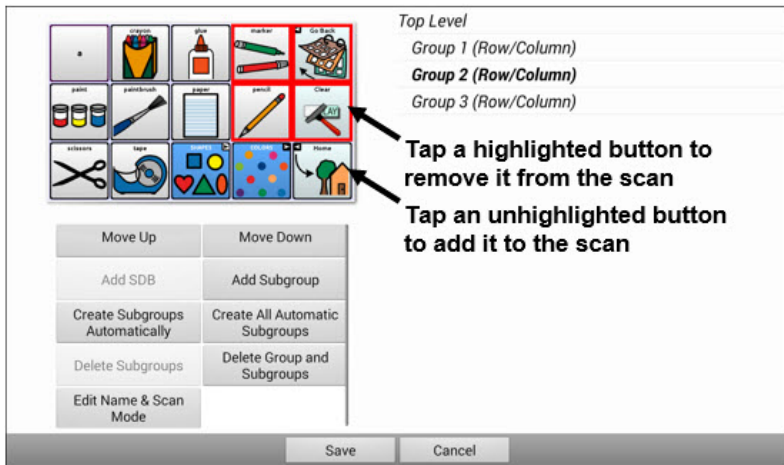 a
crayon
glue
marker
Go Back
paint
paintbrush
paper
pencil
Clear
scissors
tape
SHAPES
COLORS
Home
Top Level
Group 1 (Row/Column)
Group 2 (Row/Column)
Group 3 (Row/Column)
Tap a highlighted button to
remove it from the scan
Tap an unhighlighted button
to add it to the scan
Move Up
Move Down
Add SDB
Add Subgroup
Create Subgroups
Automatically
Create All Automatic
Subgroups
Delete Subgroups
Delete Group and
Subgroups
Edit Name & Scan
Mode
Save
Cancel